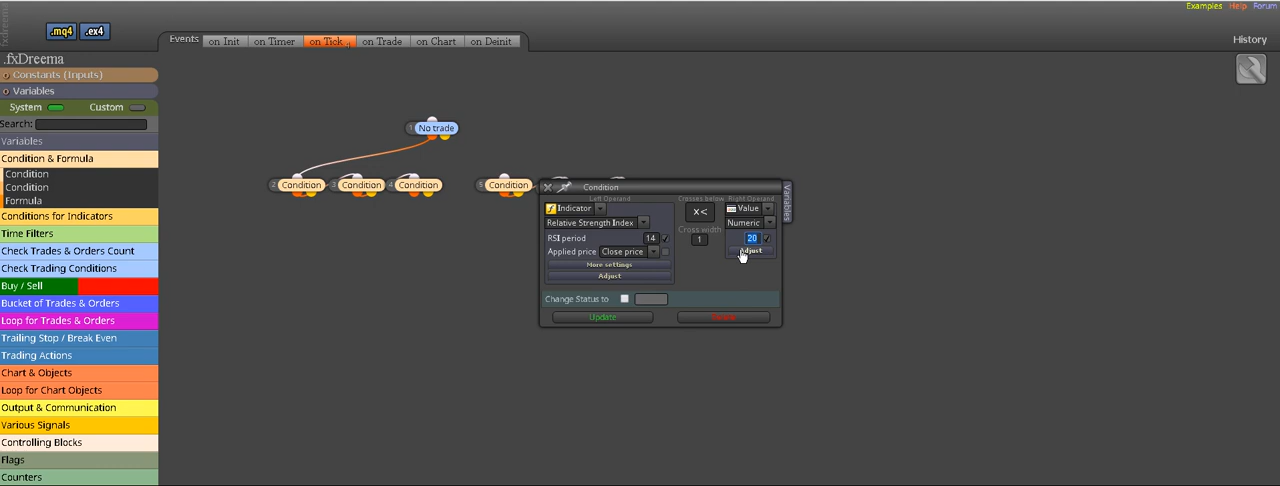 Examples Help Forum
fxdreema
.mq4 .ex4
Events on Init on Timer on Tick on Trade on Chart on Deinit
History
.fxDreema
Constants (Inputs)
Variables
System Custom
Search:
Variables
Condition & Formula
Condition
Condition
Formula
Conditions for Indicators
Time Filters
Check Trades & Orders Count
Check Trading Conditions
Buy / Sell
Bucket of Trades & Orders
Loop for Trades & Orders
Trailing Stop / Break Even
Trading Actions
Chart & Objects
Loop for Chart Objects
Output & Communication
Various Signals
Controlling Blocks
Flags
Counters
1 No trade
2 Condition 3 Condition 4 Condition 5 Condition
Condition
Left Operand Crosses below Right Operand
Indicator x< Value
Relative Strength Index Numeric
Cross width
RSI period 14 1 20
Applied price Close price Adjust
More settings
Adjust
Change Status to
Update Delete
Variables